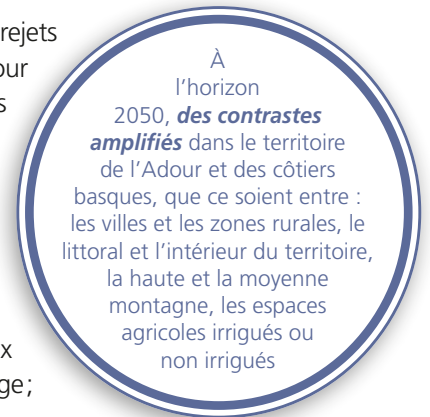 rejets
our
s
x
ge ;
À
l’horizon
2050, des contrastes
amplifiés dans le territoire
de l’Adour et des côtiers
basques, que ce soient entre :
les villes et les zones rurales, le
littoral et l’intérieur du territoire,
la haute et la moyenne
montagne, les espaces
agricoles irrigués ou
non irrigués